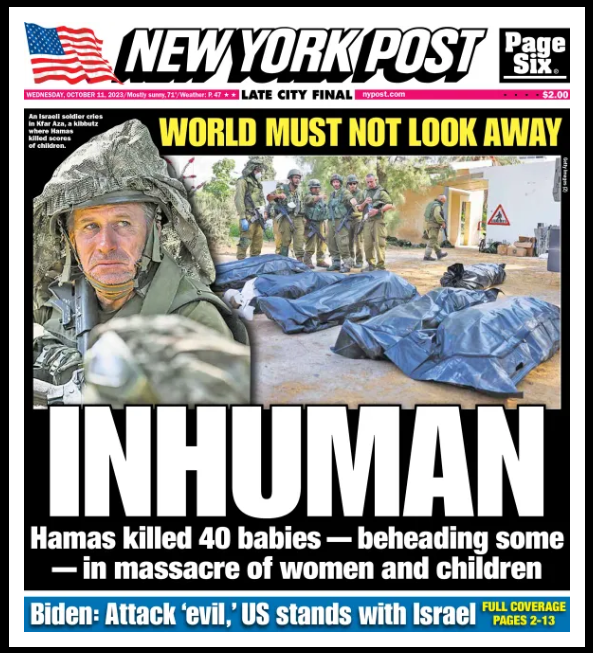 NEW YORK POST
Page
Six®
WEDNESDAY, OCTOBER 11, 2023 / Mostly sunny, 71° / Weather: P. 47 ★★
LATE CITY FINAL
nypost.com
$2.00
An Israeli soldier cries
in Kfar Aza, a kibbutz
where Hamas
killed scores
of children.
WORLD MUST NOT LOOK AWAY
Getty Images (2)
INHUMAN
Hamas killed 40 babies — beheading some
— in massacre of women and children
Biden: Attack ‘evil,’ US stands with Israel
FULL COVERAGE
PAGES 2-13